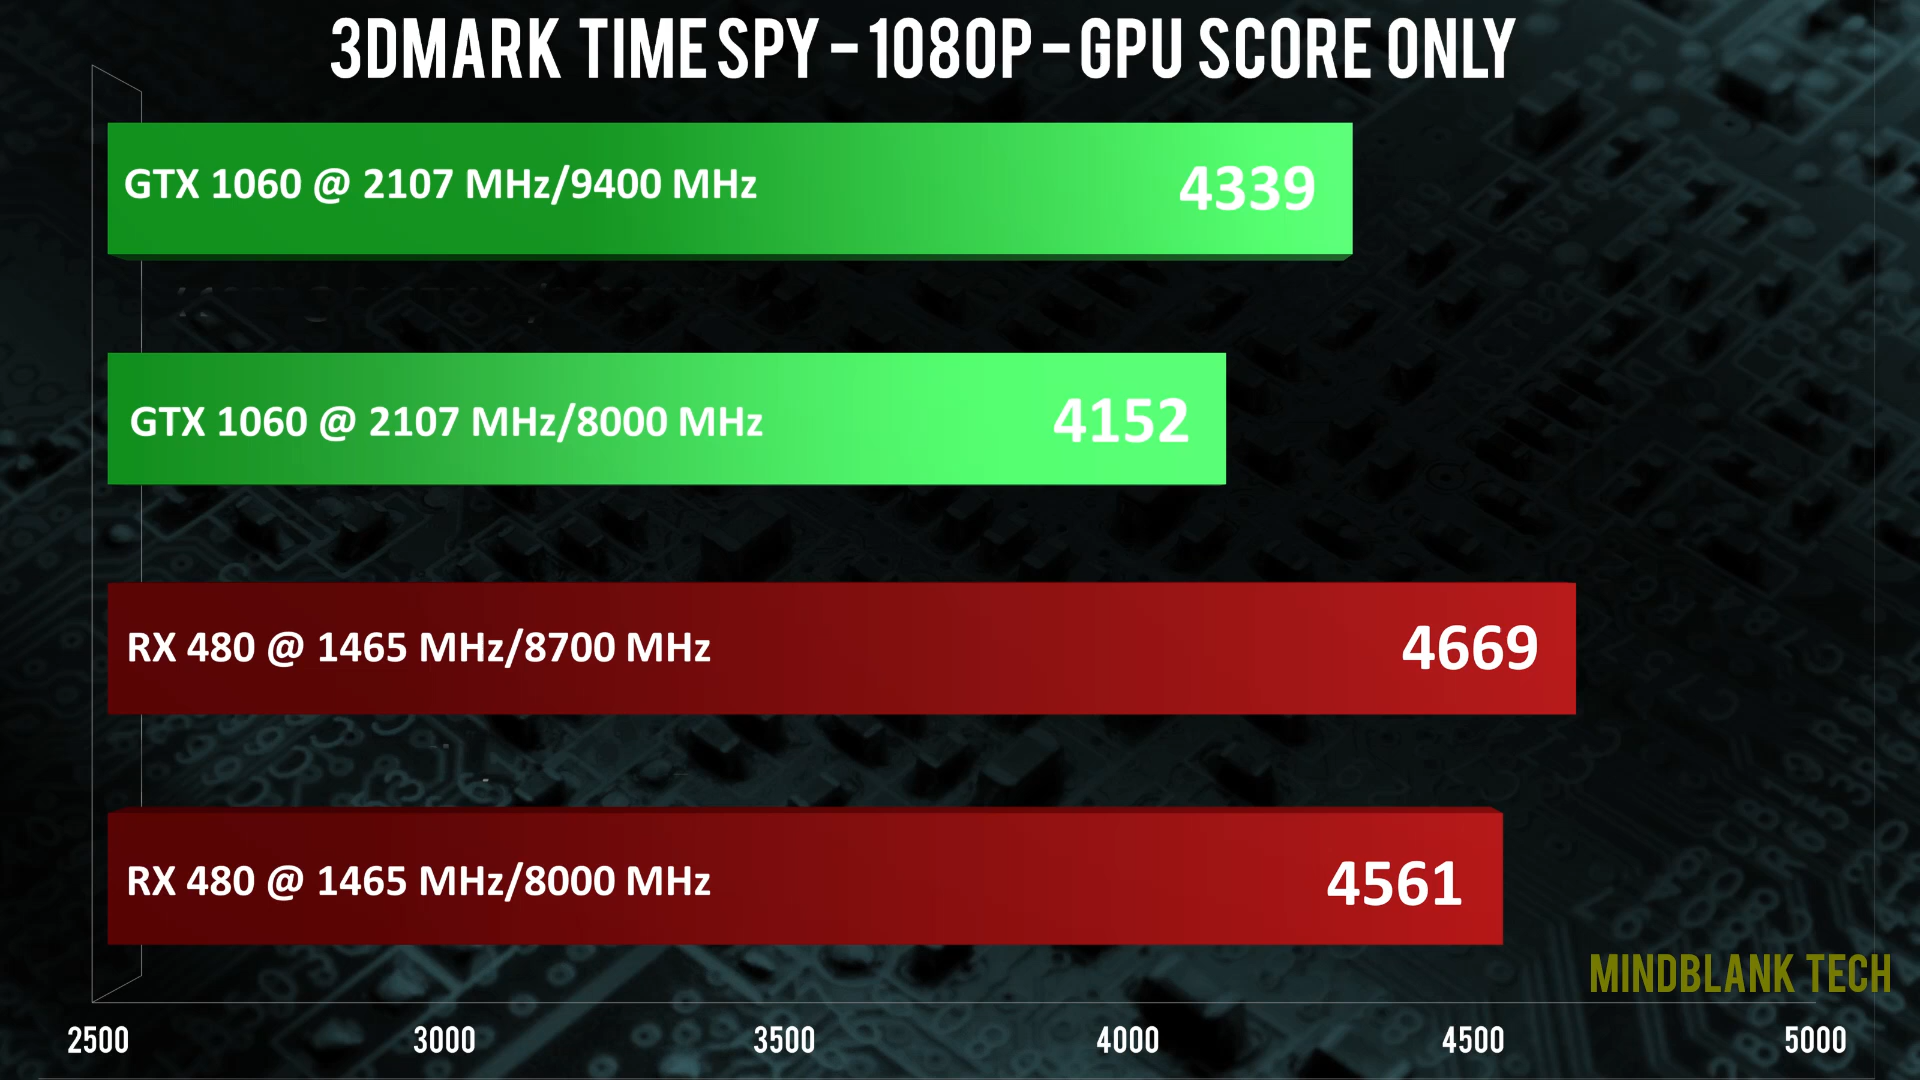 3DMARK TIME SPY – 1080P – GPU SCORE ONLY
GTX 1060 @ 2107 MHz/9400 MHz 4339
GTX 1060 @ 2107 MHz/8000 MHz 4152
RX 480 @ 1465 MHz/8700 MHz 4669
RX 480 @ 1465 MHz/8000 MHz 4561
MINDBLANK TECH
2500 3000 3500 4000 4500 5000